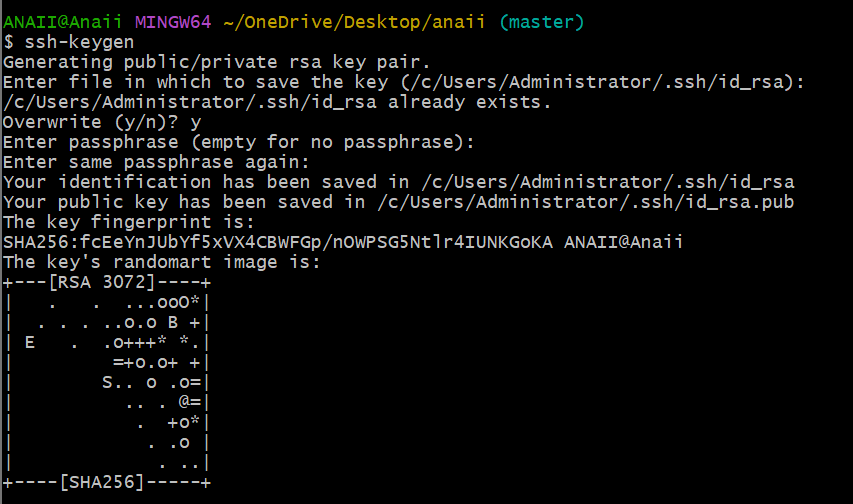 ANAII@Anaii MINGW64 ~/OneDrive/Desktop/anaii (master)
$ ssh-keygen
Generating public/private rsa key pair.
Enter file in which to save the key (/c/Users/Administrator/.ssh/id_rsa):
/c/Users/Administrator/.ssh/id_rsa already exists.
Overwrite (y/n)? y
Enter passphrase (empty for no passphrase):
Enter same passphrase again:
Your identification has been saved in /c/Users/Administrator/.ssh/id_rsa
Your public key has been saved in /c/Users/Administrator/.ssh/id_rsa.pub
The key fingerprint is:
SHA256:fcEeYnJUbYf5xVX4CBWFGp/nOWPSG5Ntlr4IUNKGoKA ANAII@Anaii
The key's randomart image is:
+---[RSA 3072]----+
|   .   .  ...ooO*|
|  . . . ..o.o B +|
| E   .  .o+++* *.|
|         =+o.o+ +|
|        S.. o .o=|
|          .. . @=|
|           .  +o*|
|            . .o |
|             . ..|
+----[SHA256]-----+